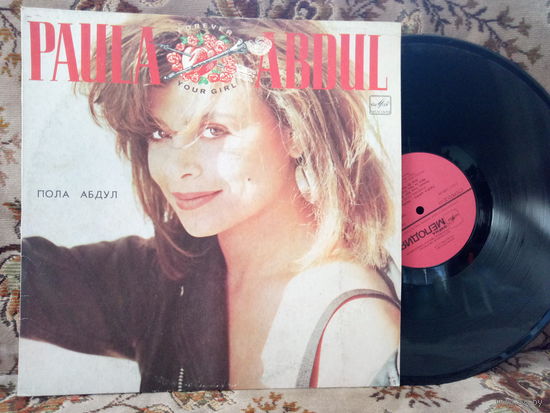 PAULA ABDUL
FOREVER
YOUR GIRL
ПОЛА АБДУЛ
МЕЛОДИЯ